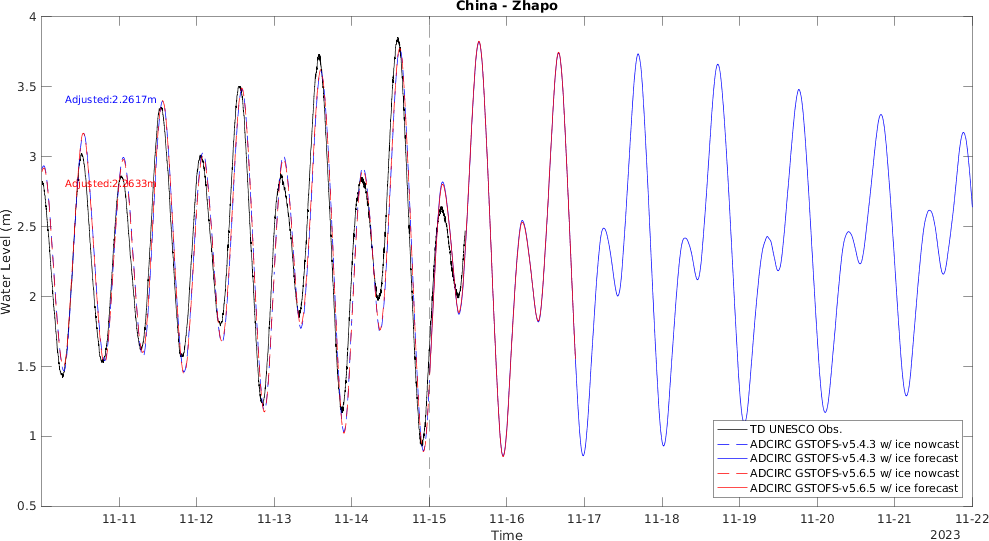 China - Zhapo
Water Level (m)
4
3.5
3
2.5
2
1.5
1
0.5
Adjusted:2.2617m
Adjusted:2.2633m
TD UNESCO Obs.
ADCIRC GSTOFS-v5.4.3 w/ ice nowcast
ADCIRC GSTOFS-v5.4.3 w/ ice forecast
ADCIRC GSTOFS-v5.6.5 w/ ice nowcast
ADCIRC GSTOFS-v5.6.5 w/ ice forecast
11-11 11-12 11-13 11-14 11-15 11-16 11-17 11-18 11-19 11-20 11-21 11-22
Time
2023